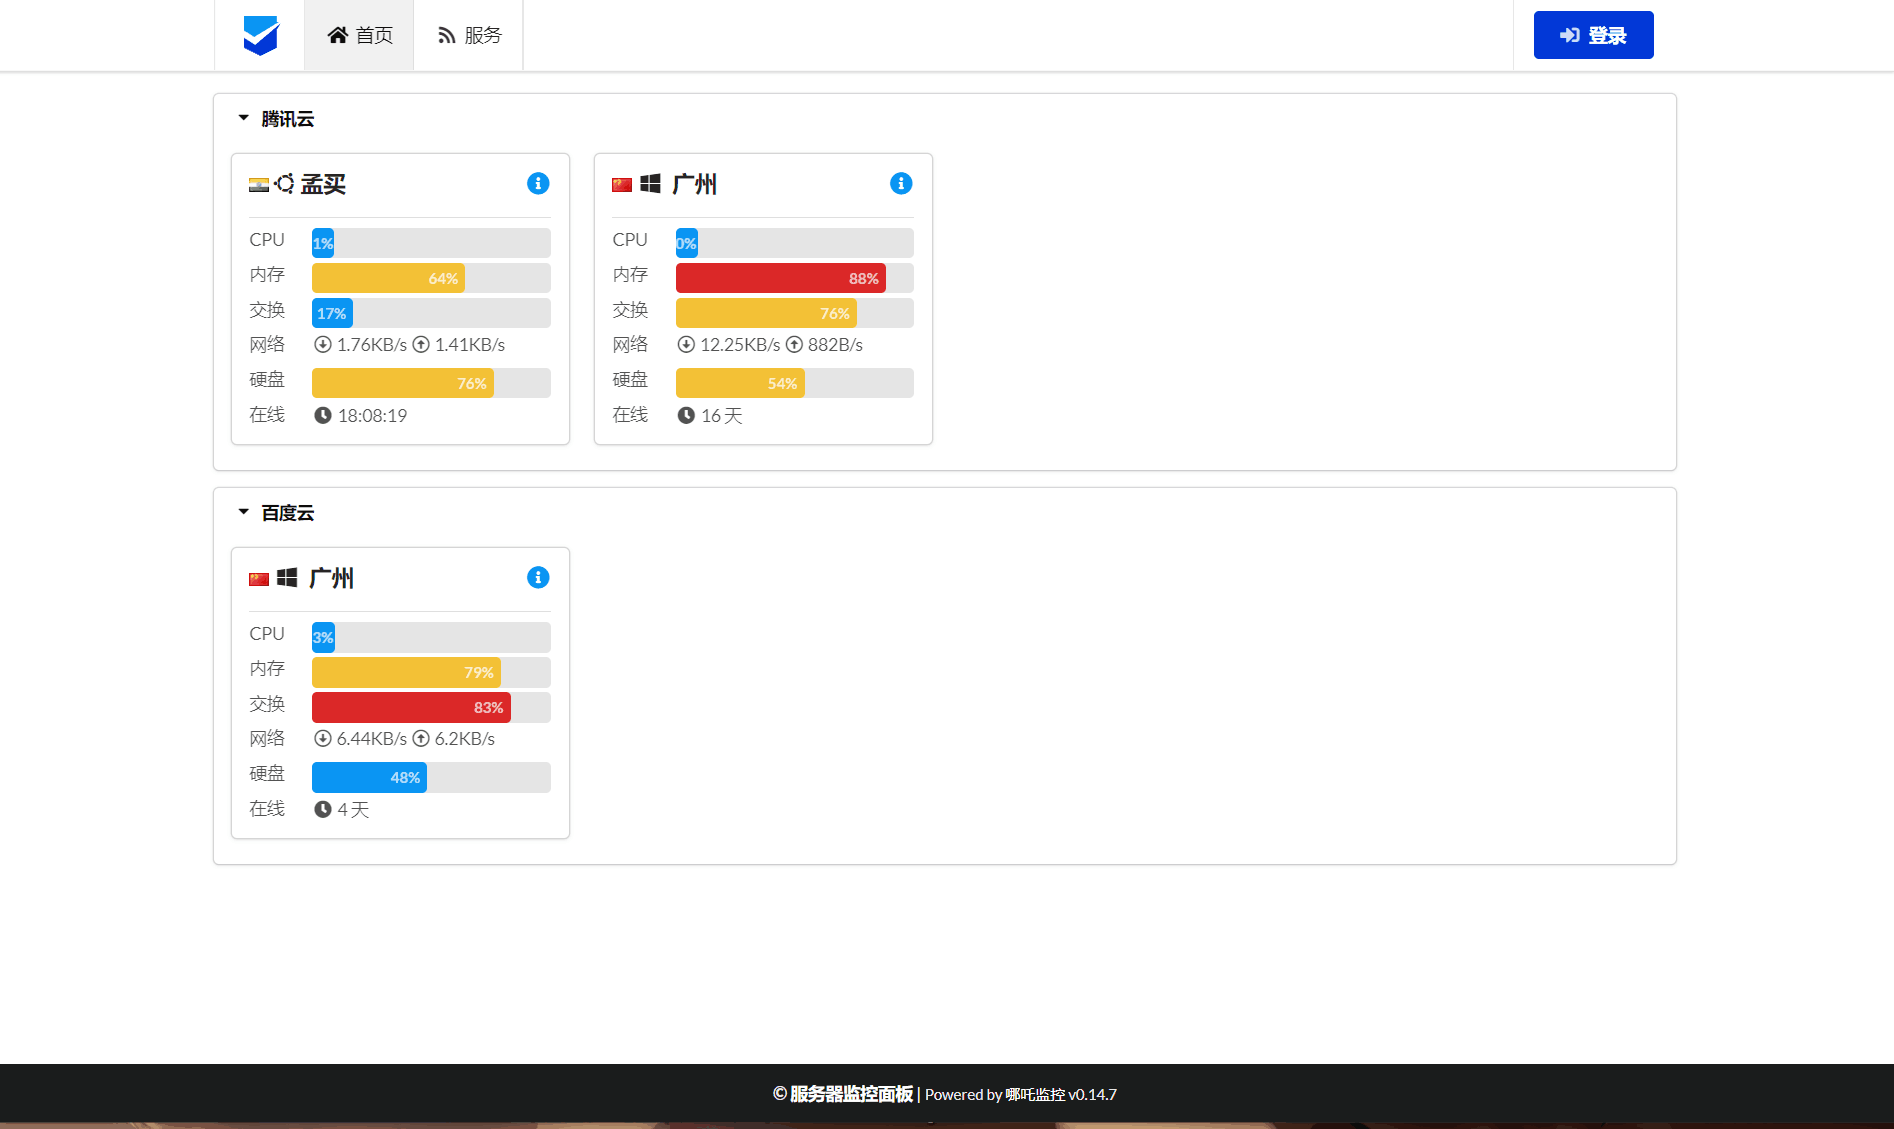 首页 服务 登录
腾讯云
孟买
CPU 1%
内存 64%
交换 17%
网络 1.76KB/s 1.41KB/s
硬盘 76%
在线 18:08:19
广州
CPU 0%
内存 88%
交换 76%
网络 12.25KB/s 882B/s
硬盘 54%
在线 16 天
百度云
广州
CPU 3%
内存 79%
交换 83%
网络 6.44KB/s 6.2KB/s
硬盘 48%
在线 4 天
© 服务器监控面板 | Powered by 哪吒监控 v0.14.7